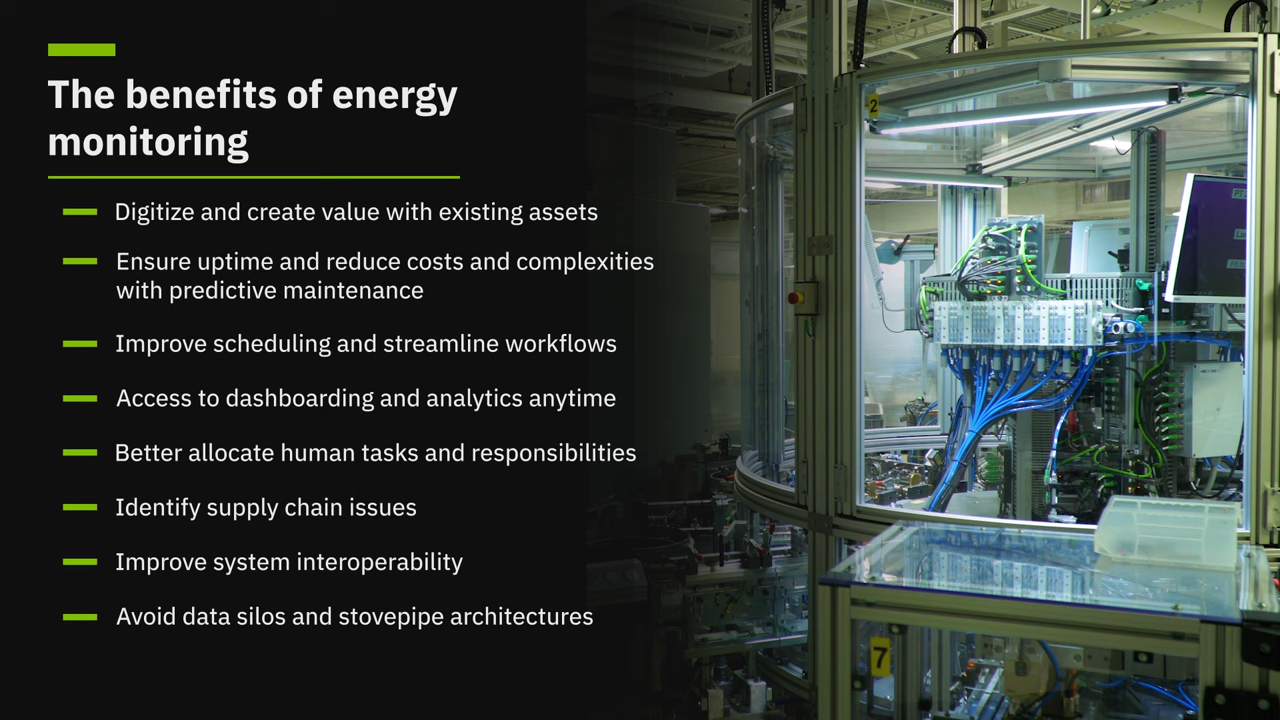 The benefits of energy
monitoring
Digitize and create value with existing assets
Ensure uptime and reduce costs and complexities
with predictive maintenance
Improve scheduling and streamline workflows
Access to dashboarding and analytics anytime
Better allocate human tasks and responsibilities
Identify supply chain issues
Improve system interoperability
Avoid data silos and stovepipe architectures
2
7